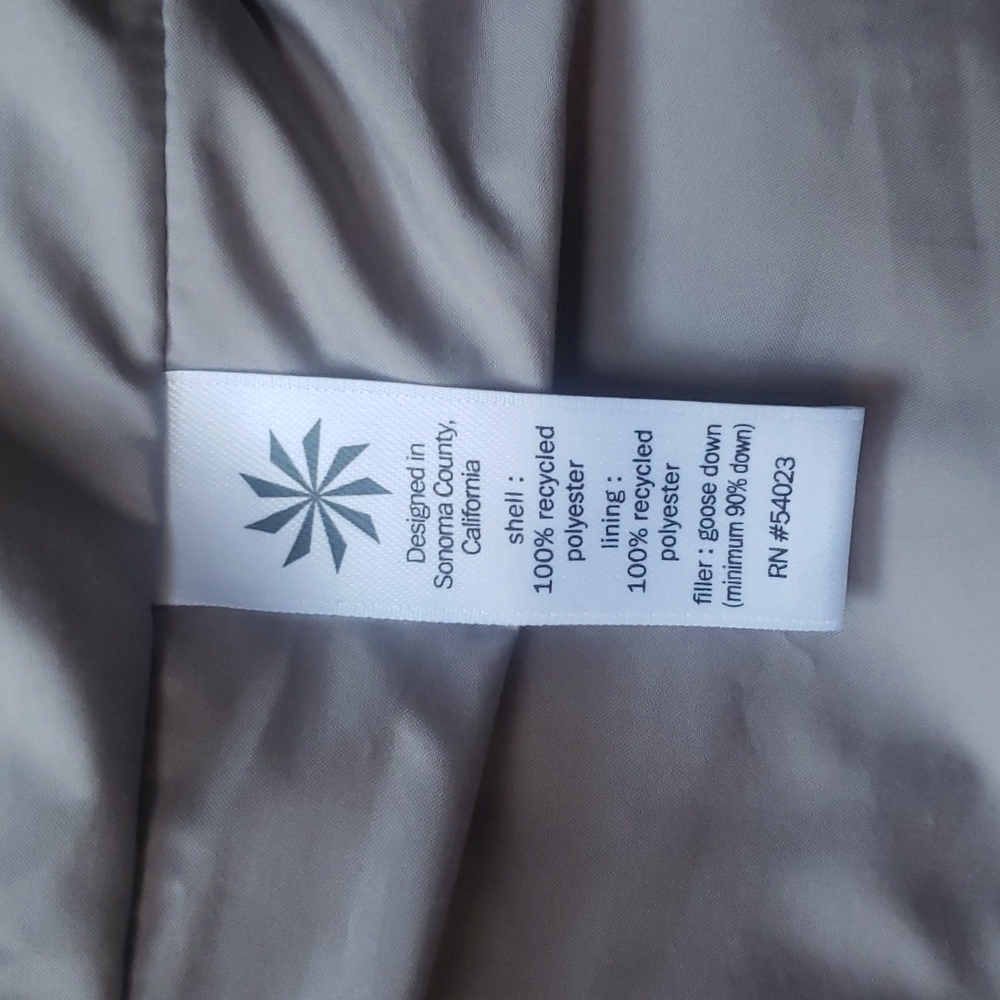 Designed in
Sonoma County,
California
shell :
100% recycled
polyester
lining :
100% recycled
polyester
filler : goose down
(minimum 90% down)
RN #54023